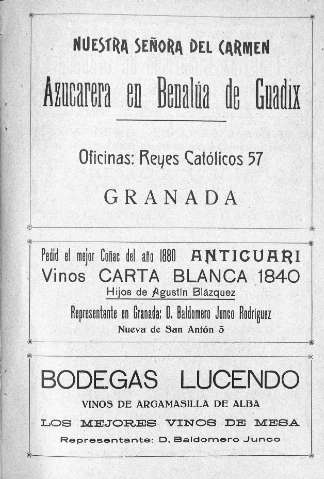 NUESTRA SEÑORA DEL CARMEN
Azucarera en Benalúa de Guadix
Oficinas: Reyes Católicos 57
GRANADA
Pedid el mejor Coñac del año 1880 ANTICUARI
Vinos CARTA BLANCA 1840
Hijos de Agustín Blázquez
Representante en Granada: D. Baldomero Junco Rodríguez
Nueva de San Antón 5
BODEGAS LUCENDO
VINOS DE ARGAMASILLA DE ALBA
LOS MEJORES VINOS DE MESA
Representante: D. Baldomero Junco